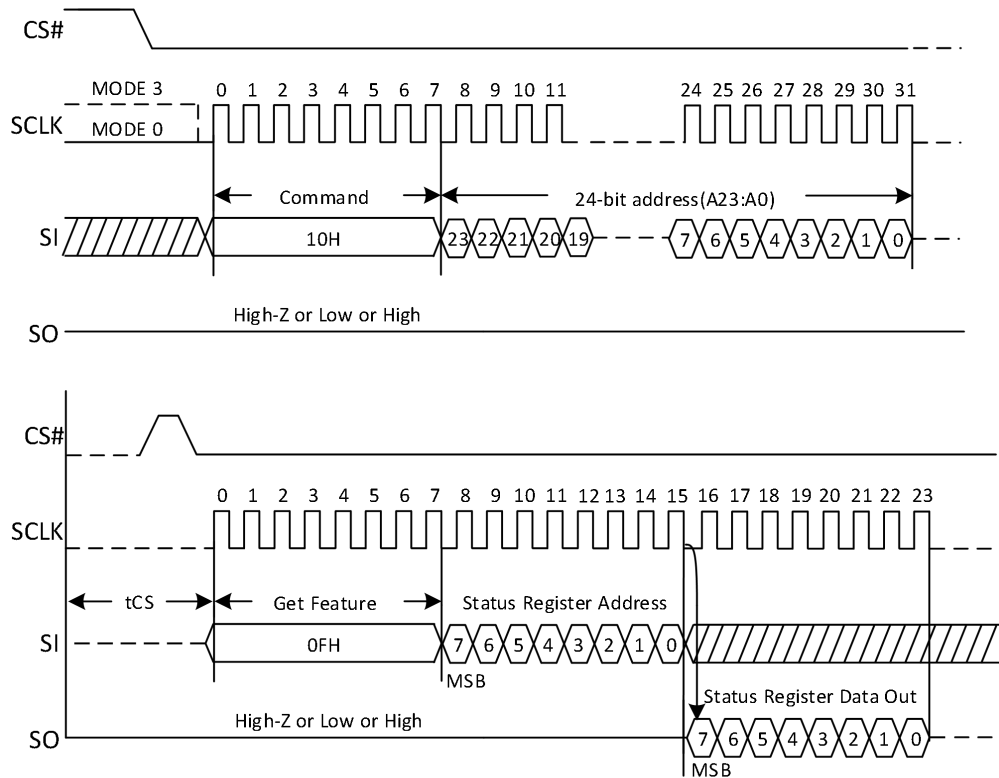 CS#
MODE 3
0 1 2 3 4 5 6 7 8 9 10 11 24 25 26 27 28 29 30 31
SCLK
MODE 0
Command
24-bit address(A23:A0)
SI
10H
23 22 21 20 19 7 6 5 4 3 2 1 0
High-Z or Low or High
SO
CS#
0 1 2 3 4 5 6 7 8 9 10 11 12 13 14 15 16 17 18 19 20 21 22 23
SCLK
tCS
Get Feature
Status Register Address
SI
0FH
7 6 5 4 3 2 1 0
MSB
Status Register Data Out
High-Z or Low or High
SO
7 6 5 4 3 2 1 0
MSB